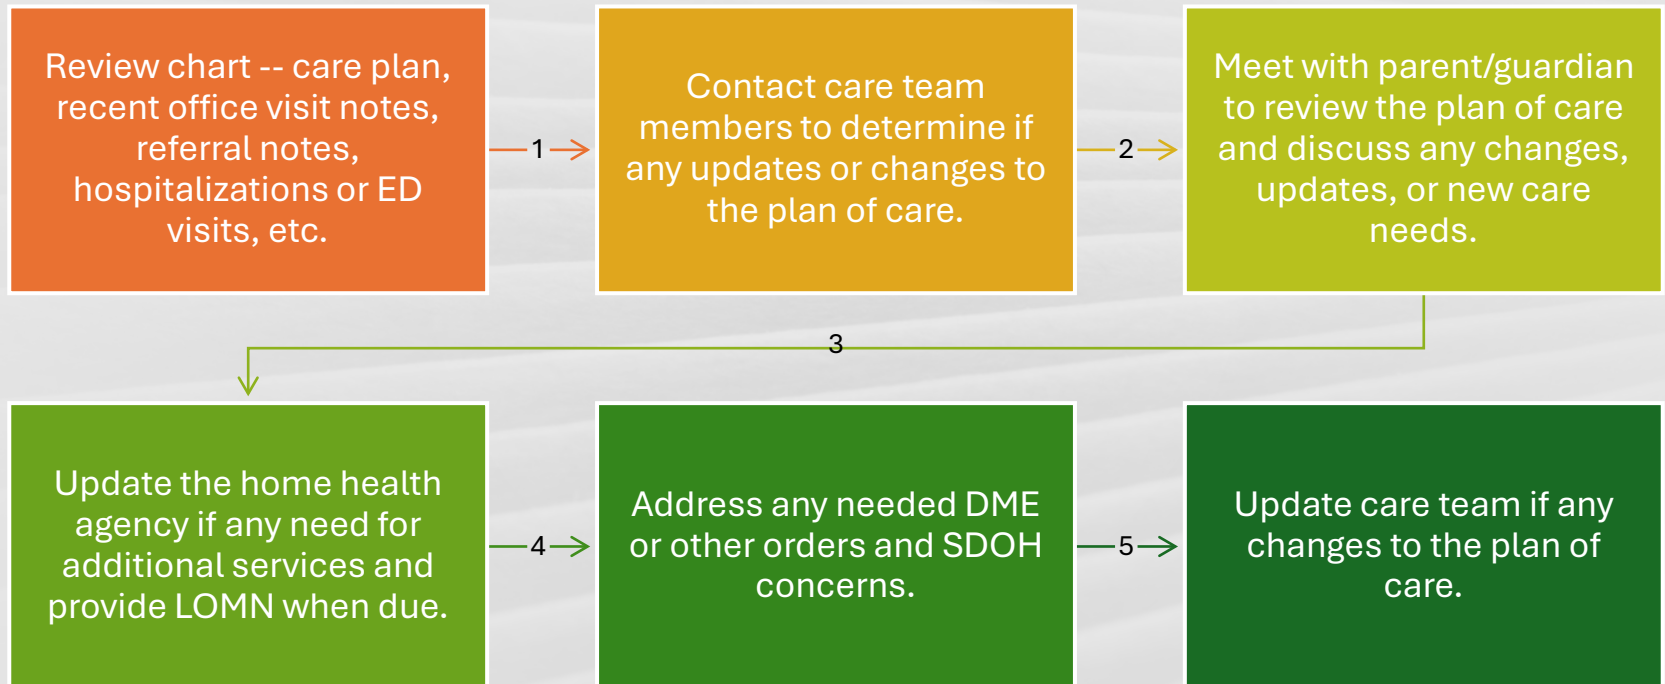 Review chart -- care plan,
recent office visit notes,
referral notes,
hospitalizations or ED
visits, etc.
1
Contact care team
members to determine if
any updates or changes to
the plan of care.
2
Meet with parent/guardian
to review the plan of care
and discuss any changes,
updates, or new care
needs.
3
Update the home health
agency if any need for
additional services and
provide LOMN when due.
4
Address any needed DME
or other orders and SDOH
concerns.
5
Update care team if any
changes to the plan of
care.